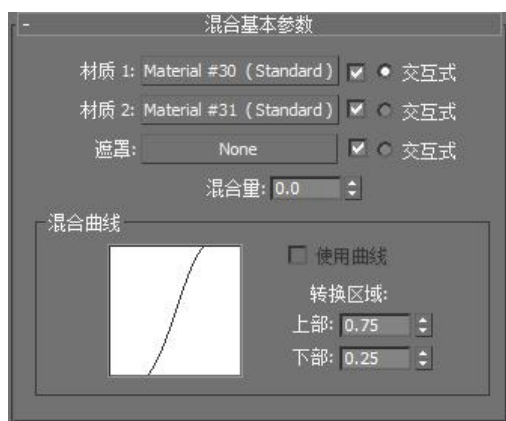 - 混合基本参数
材质 1: Material #30 (Standard) 交互式
材质 2: Material #31 (Standard) 交互式
遮罩: None 交互式
混合量: 0.0
混合曲线
使用曲线
转换区域:
上部: 0.75
下部: 0.25